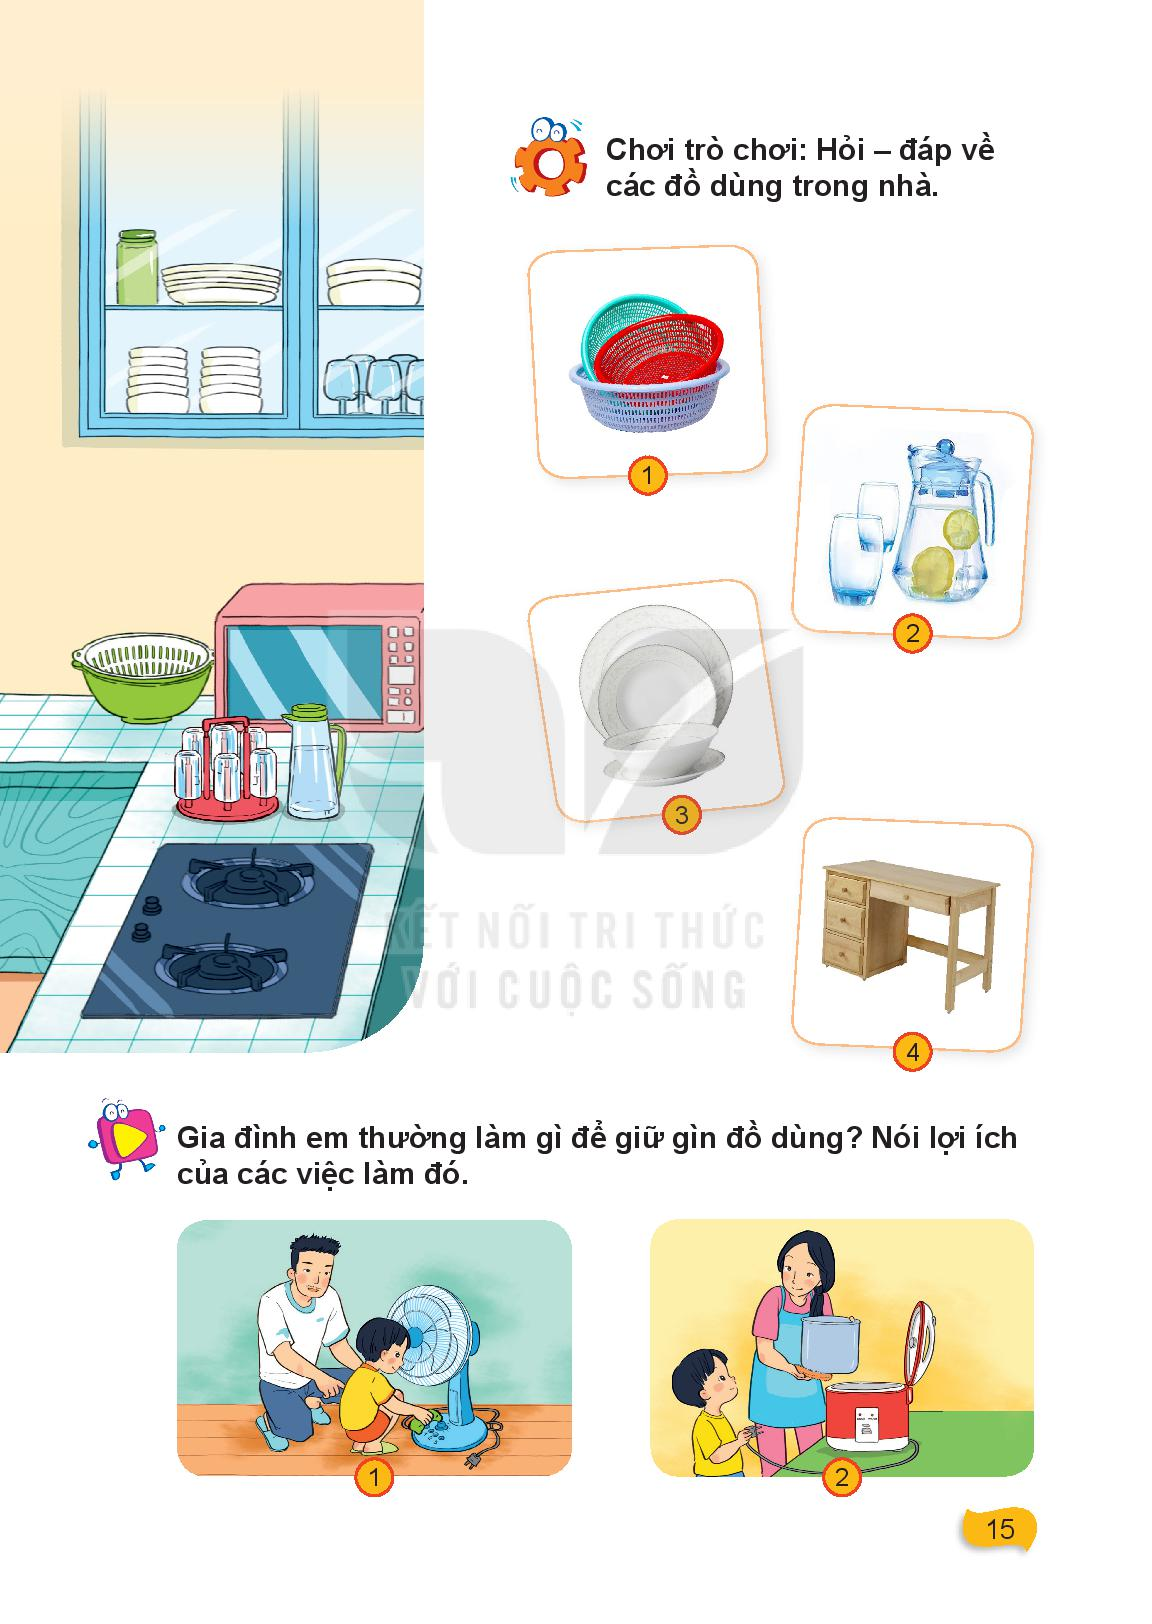 Chơi trò chơi: Hỏi – đáp về
các đồ dùng trong nhà.
1
2
3
4
KẾT NỐI TRI THỨC
VỚI CUỘC SỐNG
Gia đình em thường làm gì để giữ gìn đồ dùng? Nói lợi ích
của các việc làm đó.
1
2
15